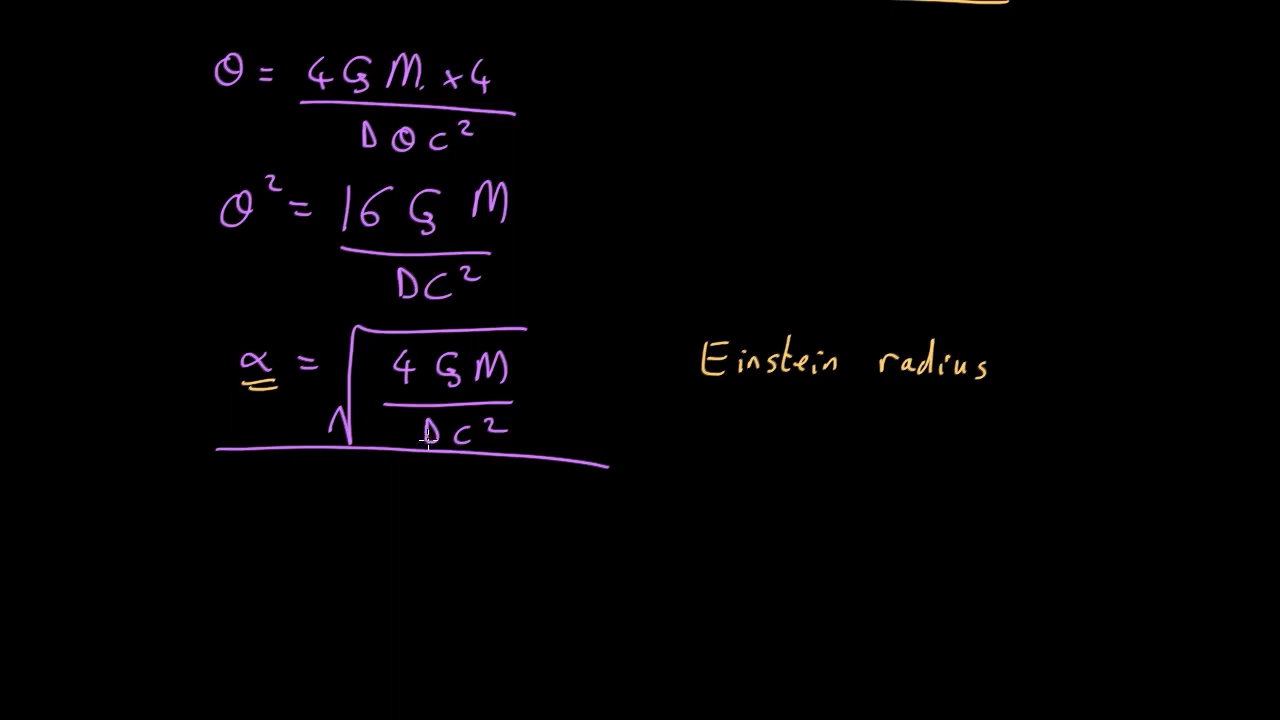 θ = 4GM × 4 / DθC²
θ² = 16GM / DC²
α = √(4GM / DC²)
Einstein radius